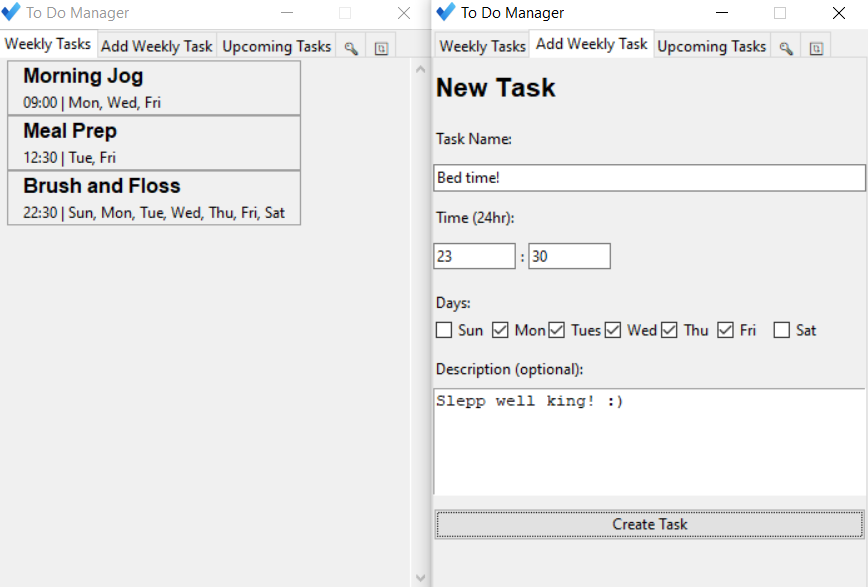 To Do Manager
Weekly Tasks Add Weekly Task Upcoming Tasks
Morning Jog
09:00 | Mon, Wed, Fri
Meal Prep
12:30 | Tue, Fri
Brush and Floss
22:30 | Sun, Mon, Tue, Wed, Thu, Fri, Sat
To Do Manager
Weekly Tasks Add Weekly Task Upcoming Tasks
New Task
Task Name:
Bed time!
Time (24hr):
23 : 30
Days:
Sun Mon Tues Wed Thu Fri Sat
Description (optional):
Slepp well king! :)
Create Task